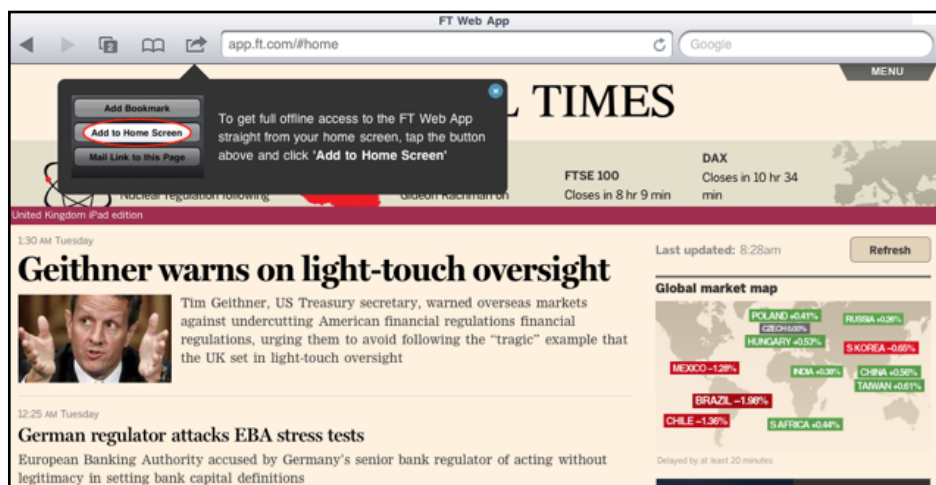 FT Web App
2
app.ft.com/#home
Google
MENU
L TIMES
Add Bookmark
Add to Home Screen
Mail Link to this Page
To get full offline access to the FT Web App
straight from your home screen, tap the button
above and click 'Add to Home Screen'
Nuclear regulation following
Gideon Rachman on
FTSE 100
Closes in 8 hr 9 min
DAX
Closes in 10 hr 34
min
United Kingdom iPad edition
1:30 AM Tuesday
Geithner warns on light-touch oversight
Tim Geithner, US Treasury secretary, warned overseas markets
against undercutting American financial regulations financial
regulations, urging them to avoid following the “tragic” example that
the UK set in light-touch oversight
12:25 AM Tuesday
German regulator attacks EBA stress tests
European Banking Authority accused by Germany's senior bank regulator of acting without
legitimacy in setting bank capital definitions
Last updated: 8:28am
Refresh
Global market map
POLAND +0.41%
RUSSIA +0.26%
CZECH 0.00%
HUNGARY +0.53%
S KOREA -0.65%
MEXICO -1.28%
INDIA +0.38%
CHINA +0.56%
TAIWAN +0.61%
BRAZIL -1.98%
CHILE -1.36%
S AFRICA +0.44%
Delayed by at least 20 minutes